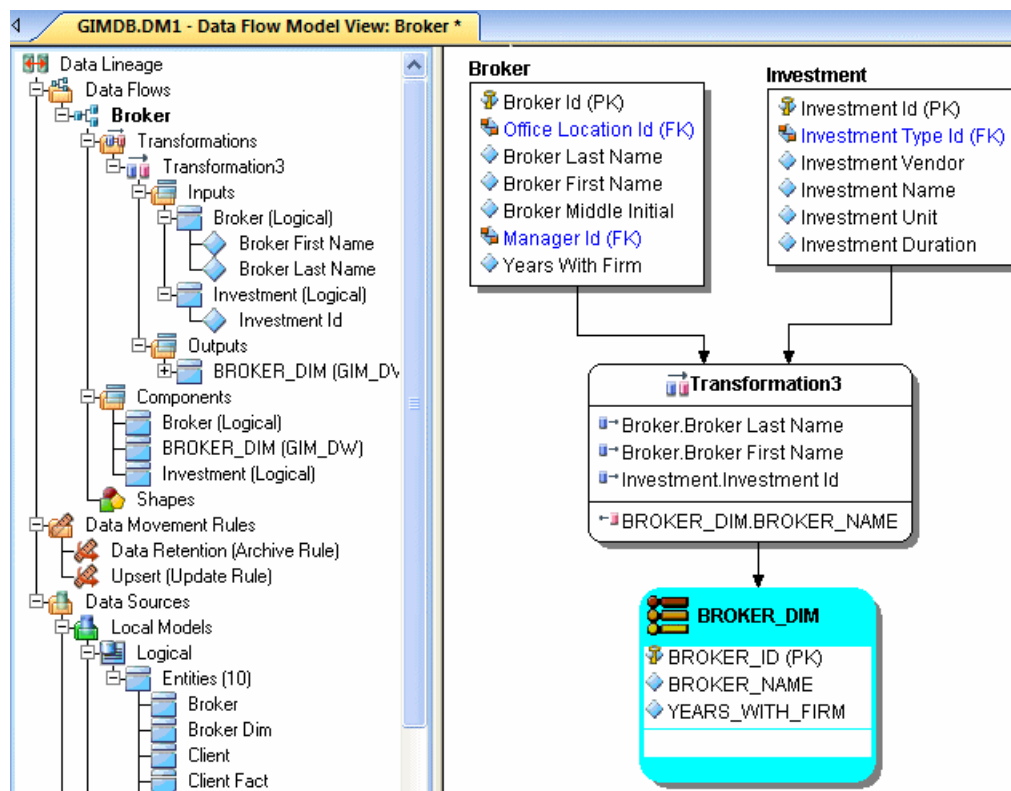 GIMDB.DM1 - Data Flow Model View: Broker *
Data Lineage
Data Flows
Broker
Transformations
Transformation3
Inputs
Broker (Logical)
Broker First Name
Broker Last Name
Investment (Logical)
Investment Id
Outputs
BROKER_DIM (GIM_DW
Components
Broker (Logical)
BROKER_DIM (GIM_DW)
Investment (Logical)
Shapes
Data Movement Rules
Data Retention (Archive Rule)
Upsert (Update Rule)
Data Sources
Local Models
Logical
Entities (10)
Broker
Broker Dim
Client
Client Fact
Broker
Broker Id (PK)
Office Location Id (FK)
Broker Last Name
Broker First Name
Broker Middle Initial
Manager Id (FK)
Years With Firm
Investment
Investment Id (PK)
Investment Type Id (FK)
Investment Vendor
Investment Name
Investment Unit
Investment Duration
Transformation3
Broker.Broker Last Name
Broker.Broker First Name
Investment.Investment Id
BROKER_DIM.BROKER_NAME
BROKER_DIM
BROKER_ID (PK)
BROKER_NAME
YEARS_WITH_FIRM